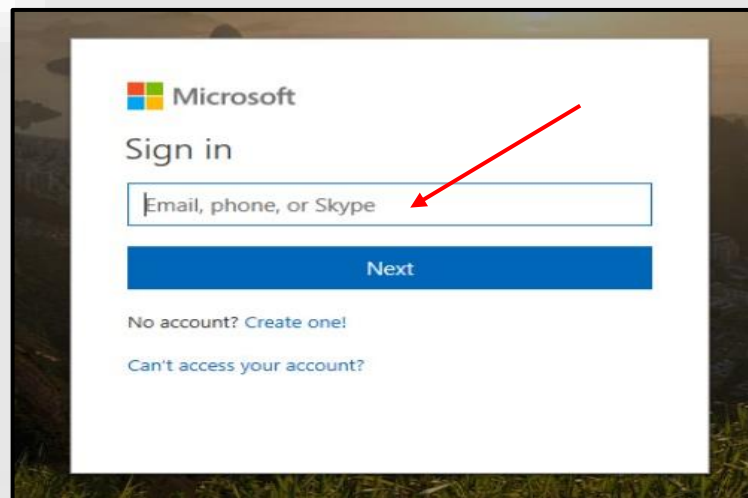 Microsoft
Sign in
Email, phone, or Skype
Next
No account? Create one!
Can't access your account?